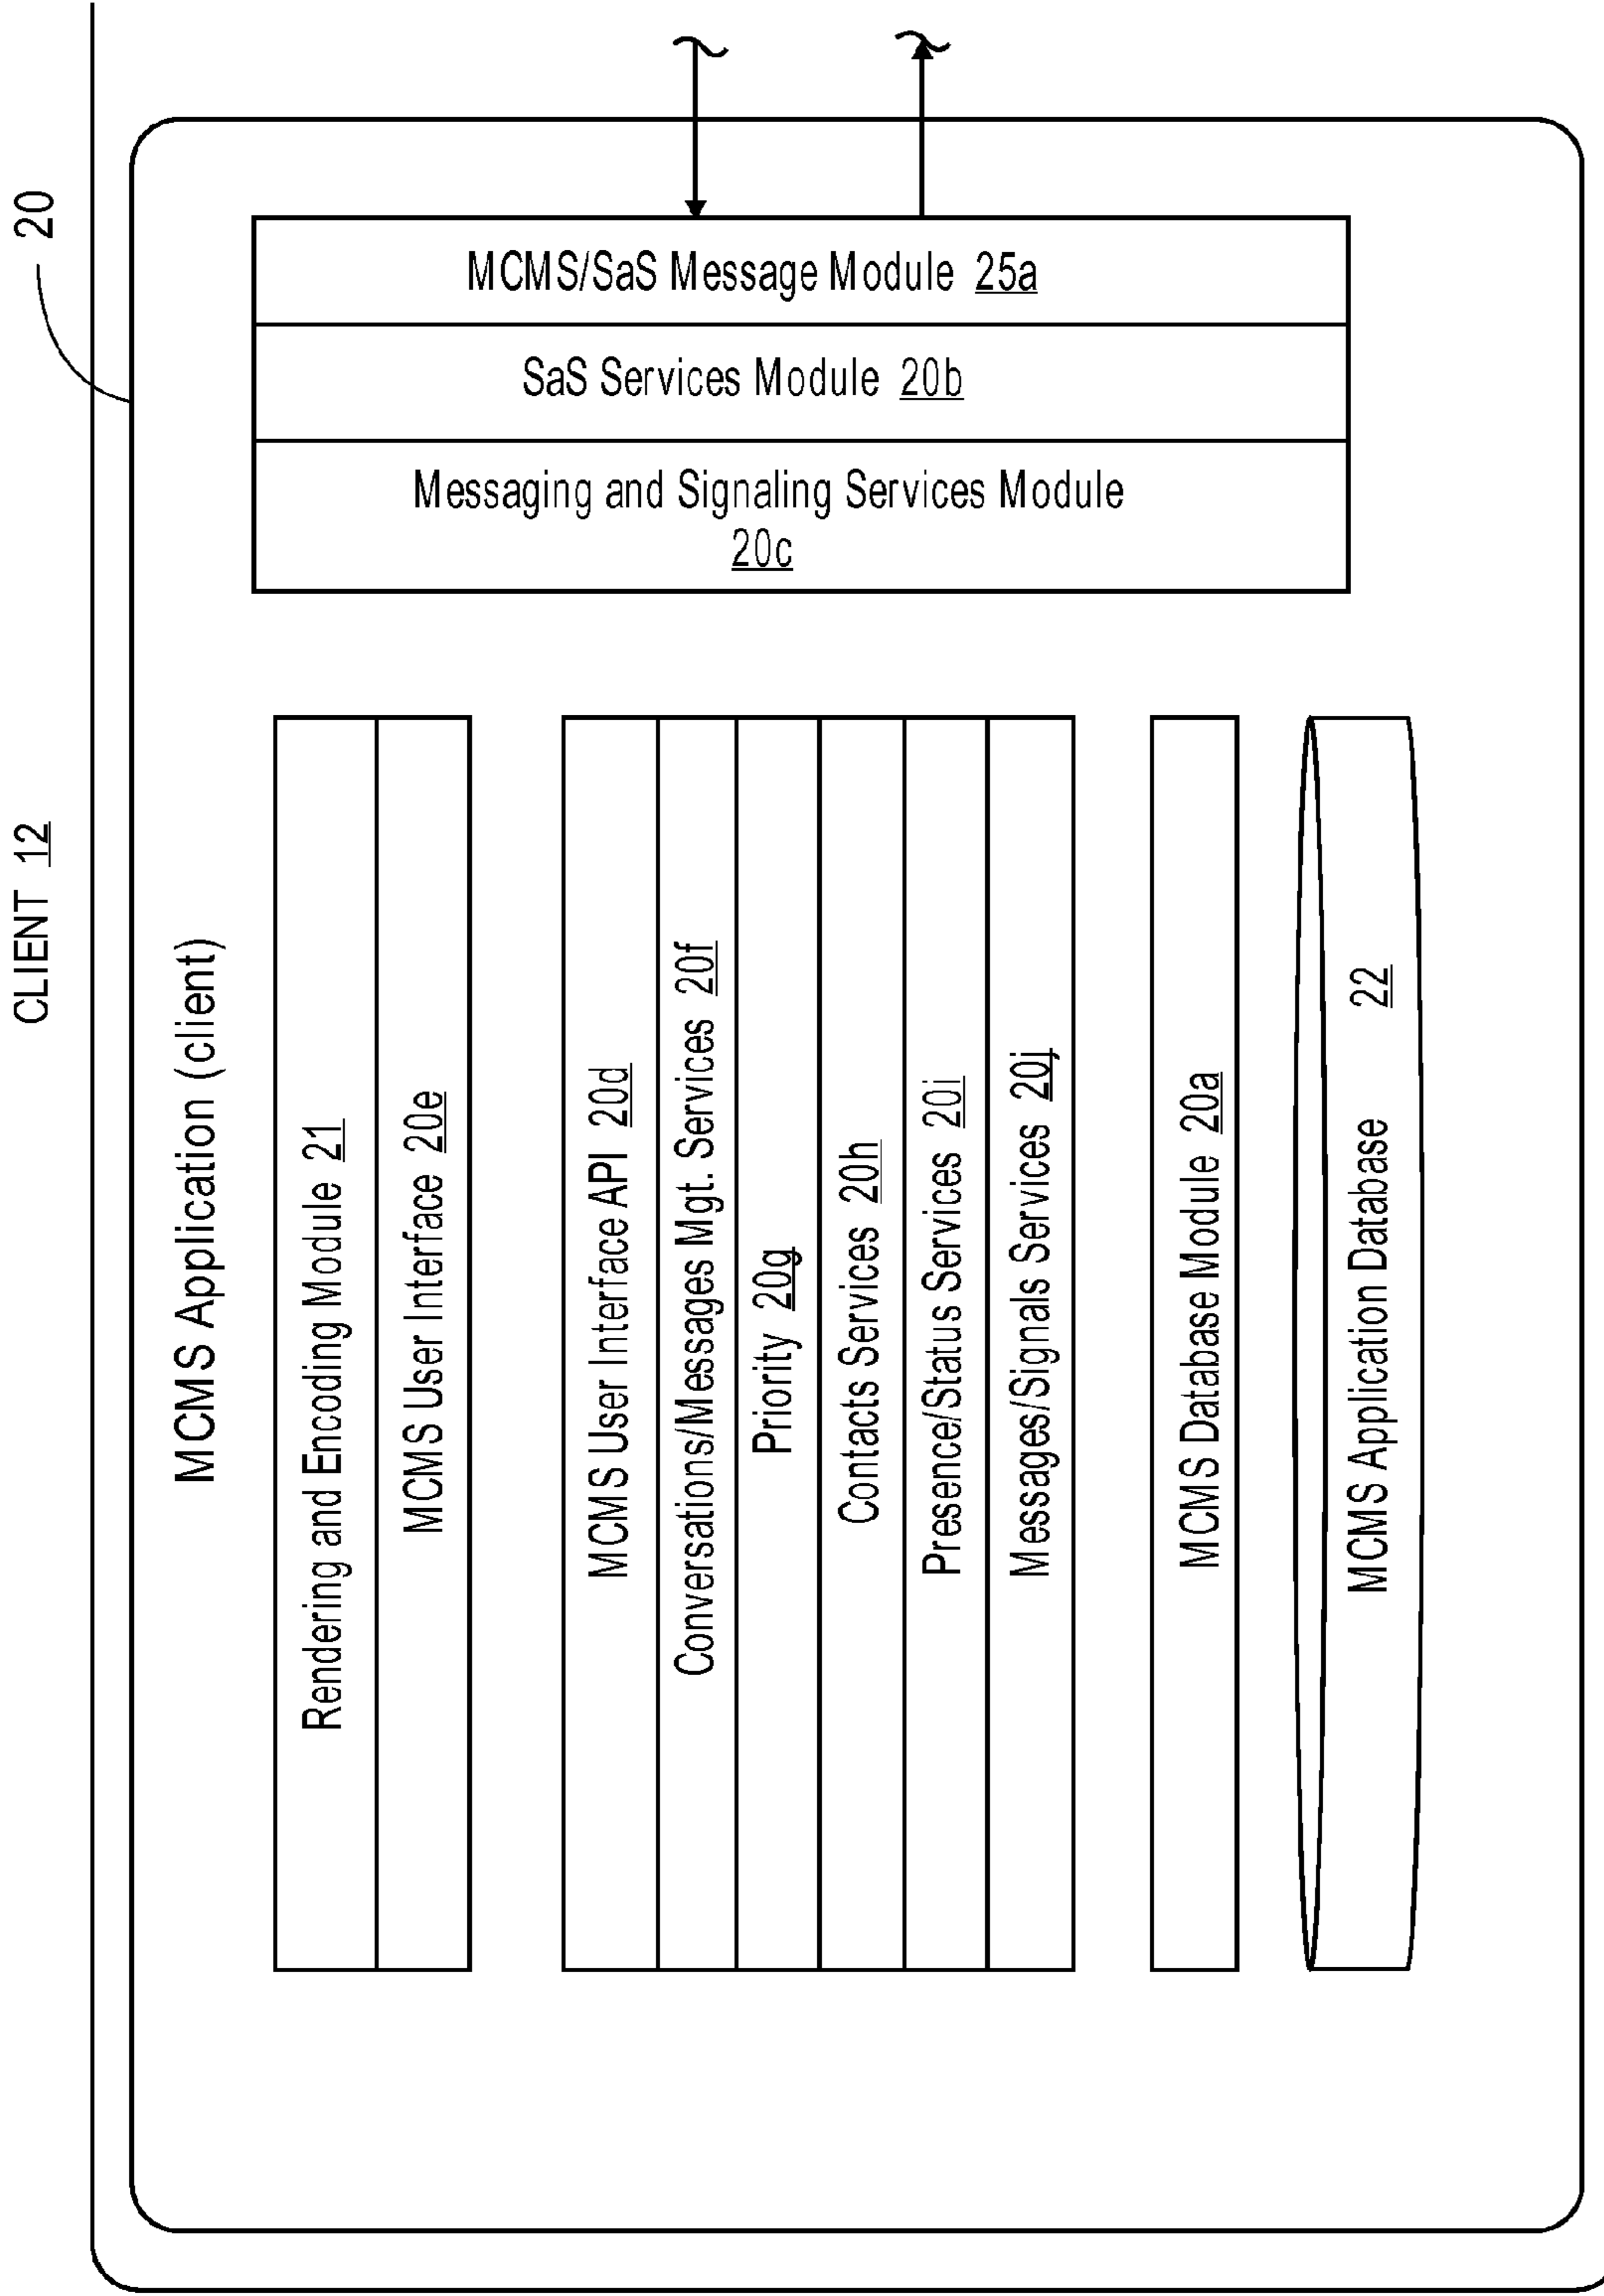 CLIENT 12
20
MCMS Application (client)
Rendering and Encoding Module 21
MCMS User Interface 20e
MCMS User Interface API 20d
Conversations/Messages Mgt. Services 20f
Priority 20g
Contacts Services 20h
Presence/Status Services 20i
Messages/Signals Services 20j
MCMS Database Module 20a
MCMS Application Database 22
MCMS/SaS Message Module 25a
SaS Services Module 20b
Messaging and Signaling Services Module
20c